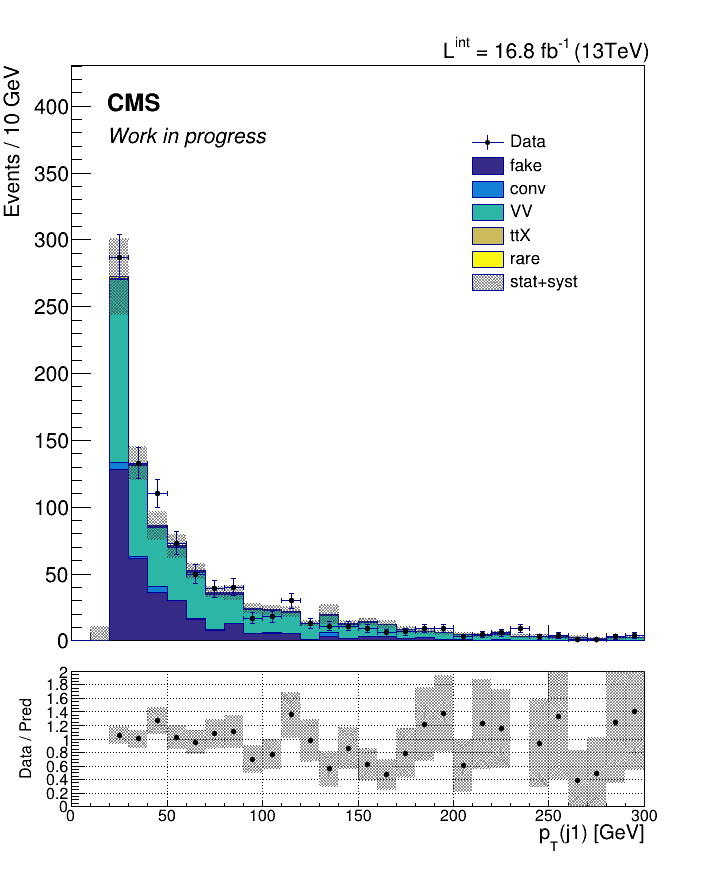 L^int = 16.8 fb^-1 (13TeV)
Events / 10 GeV
CMS
Work in progress
Data
fake
conv
VV
ttX
rare
stat+syst
400
350
300
250
200
150
100
50
0
Data / Pred
2
1.8
1.6
1.4
1.2
1
0.8
0.6
0.4
0.2
0
0 50 100 150 200 250 300
p_T(j1) [GeV]